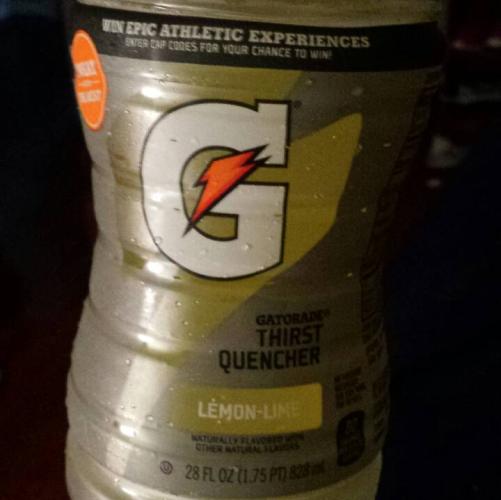 WIN EPIC ATHLETIC EXPERIENCES
ENTER CAP CODES FOR YOUR CHANCE TO WIN!
G
GATORADE
THIRST
QUENCHER
LEMON-LIME
NATURALLY FLAVORED WITH
OTHER NATURAL FLAVORS
28 FL OZ (1.75 PT) 828 mL